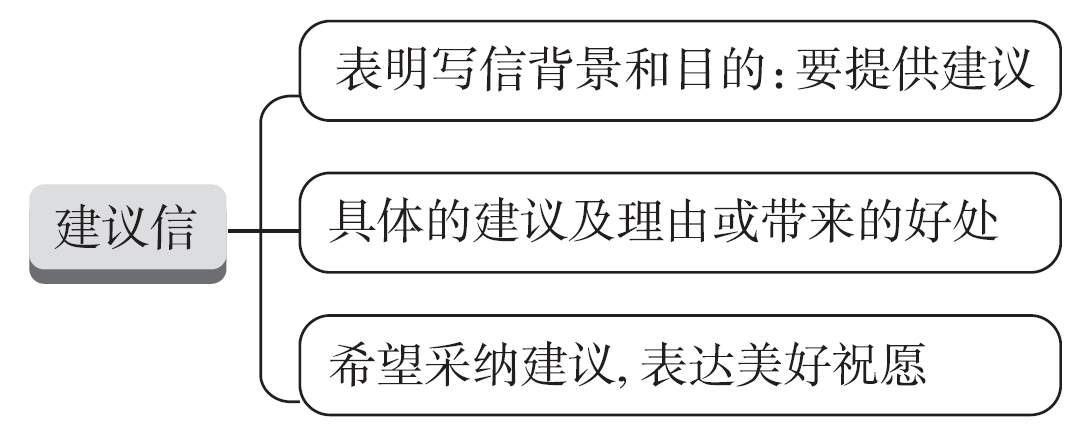 建议信
表明写信背景和目的:要提供建议
具体的建议及理由或带来的好处
希望采纳建议,表达美好祝愿